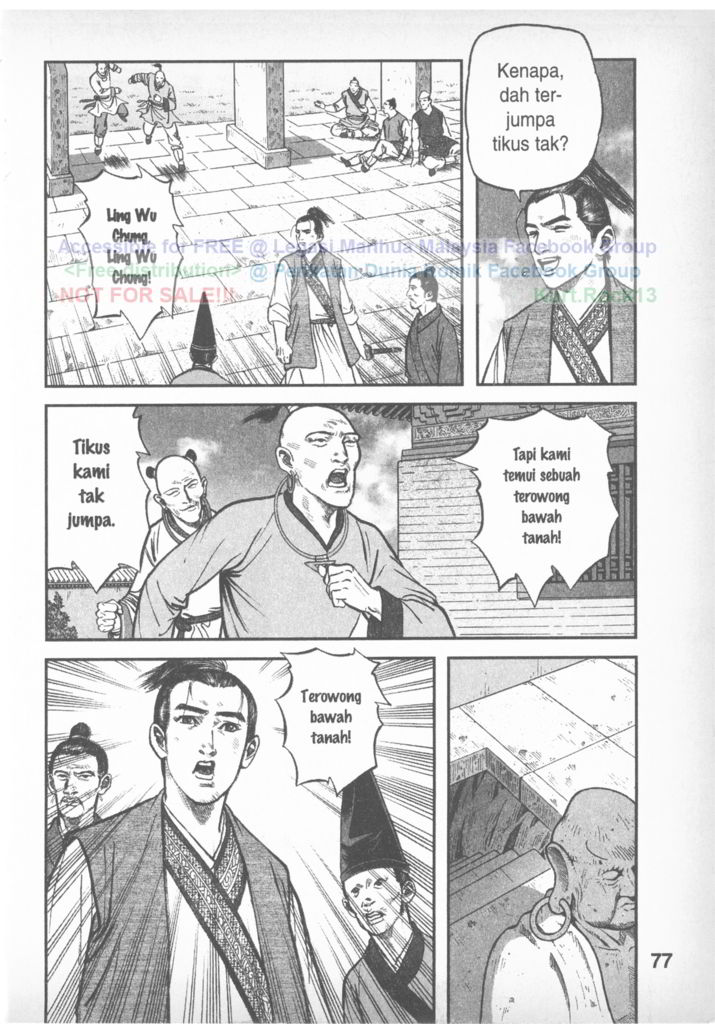 Kenapa,
dah ter-
jumpa
tikus tak?
Ling Wu
Chung,
Ling Wu
Chung!
Accessible for FREE @ Legasi Manhua Malaysia Facebook Group
<Free distribution> @ Perikatan Dunia Komik Facebook Group
NOT FOR SALE!!!
Kurt.Rock13
Tikus
kami
tak
jumpa.
Tapi kami
temui sebuah
terowong
bawah
tanah!
Terowong
bawah
tanah!
77